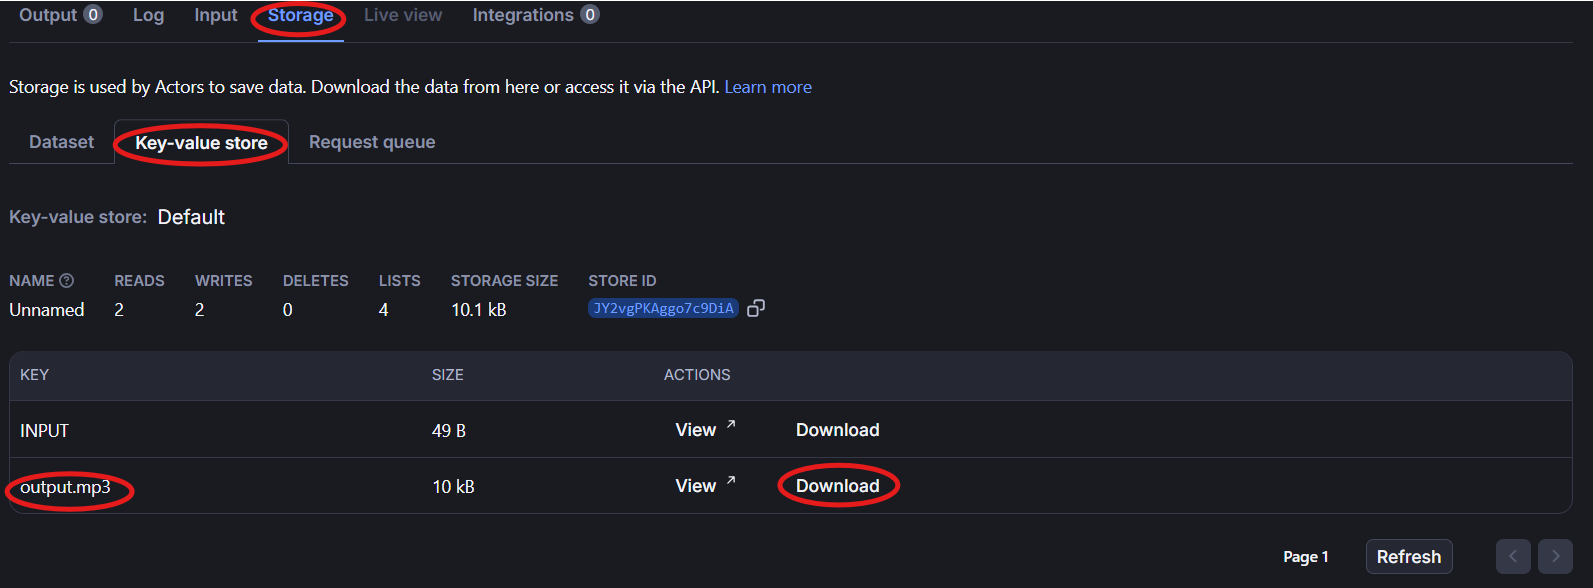 Output 0 Log Input Storage Live view Integrations 0
Storage is used by Actors to save data. Download the data from here or access it via the API. Learn more
Dataset Key-value store Request queue
Key-value store: Default
NAME READS WRITES DELETES LISTS STORAGE SIZE STORE ID
Unnamed 2 2 0 4 10.1 kB JY2vgPKAggo7c9DiA
KEY SIZE ACTIONS
INPUT 49 B View Download
output.mp3 10 kB View Download
Page 1 Refresh